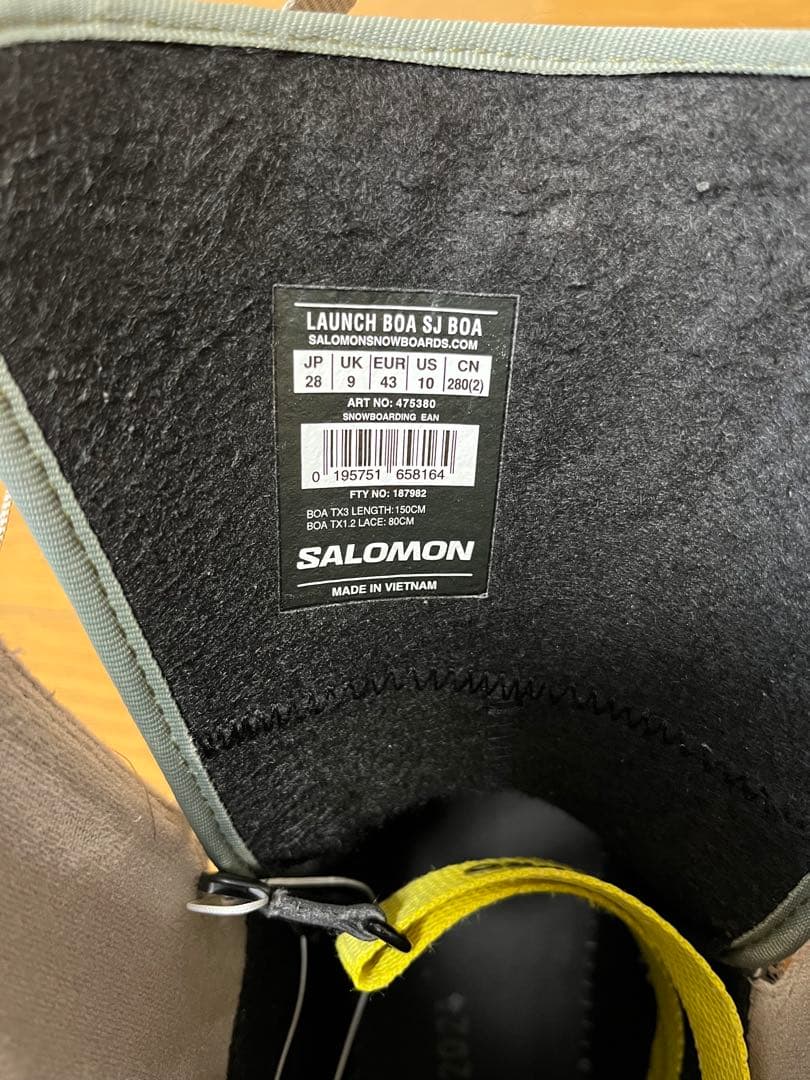 LAUNCH BOA SJ BOA
SALOMONSNOWBOARDS.COM
JP UK EUR US CN
28 9 43 10 280(2)
ART NO: 475380
SNOWBOARDING EAN
0 195751 658164
FTY NO: 187982
BOA TX3 LENGTH:150CM
BOA TX1.2 LACE: 80CM
SALOMON
MADE IN VIETNAM